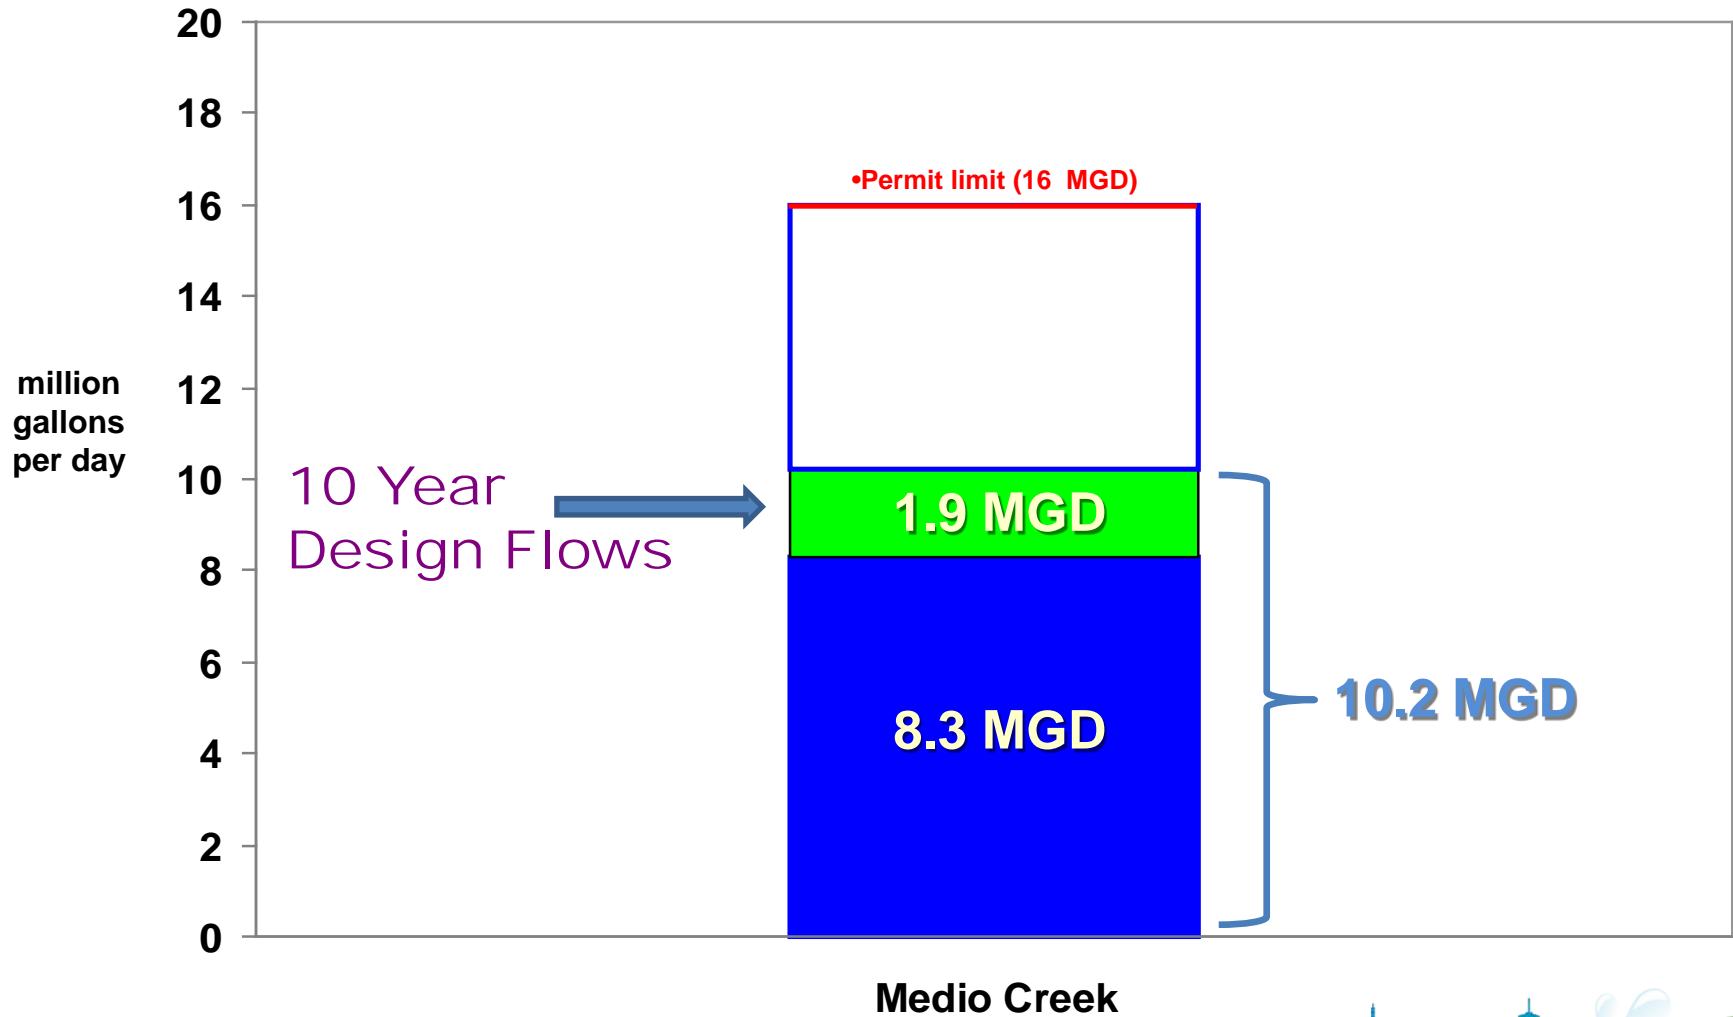 20
18
•Permit limit (16 MGD)
16
14
million
gallons
per day
12
10
10 Year
Design Flows
1.9 MGD
8
6
10.2 MGD
8.3 MGD
4
2
0
Medio Creek